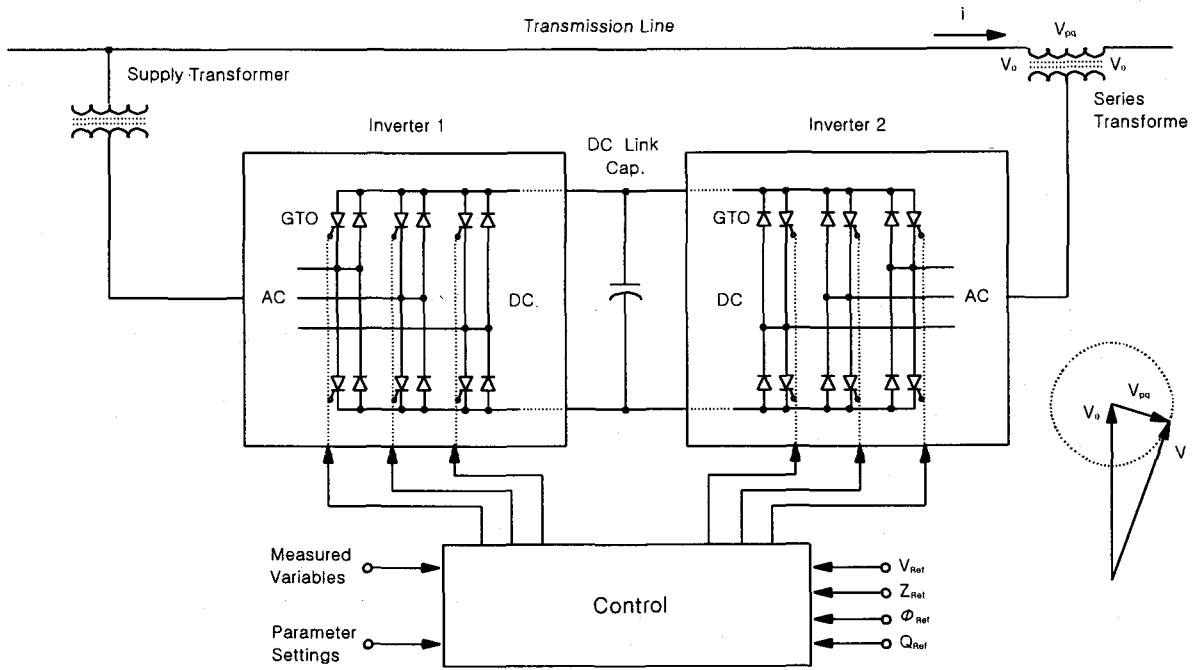 Transmission Line
i
Vpq
V₀
V₀
Supply Transformer
Series
Transforme
Inverter 1
Inverter 2
DC Link
Cap.
GTO
GTO
AC
DC.
DC
AC
Vpq
V₀
V
Measured
Variables
Parameter
Settings
Control
VRef
ZRef
ΦRef
QRef